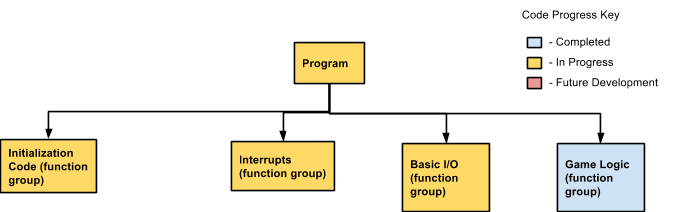 Code Progress Key
- Completed
- In Progress
- Future Development
Program
Initialization
Code (function
group)
Interrupts
(function group)
Basic I/O
(function
group)
Game Logic
(function
group)